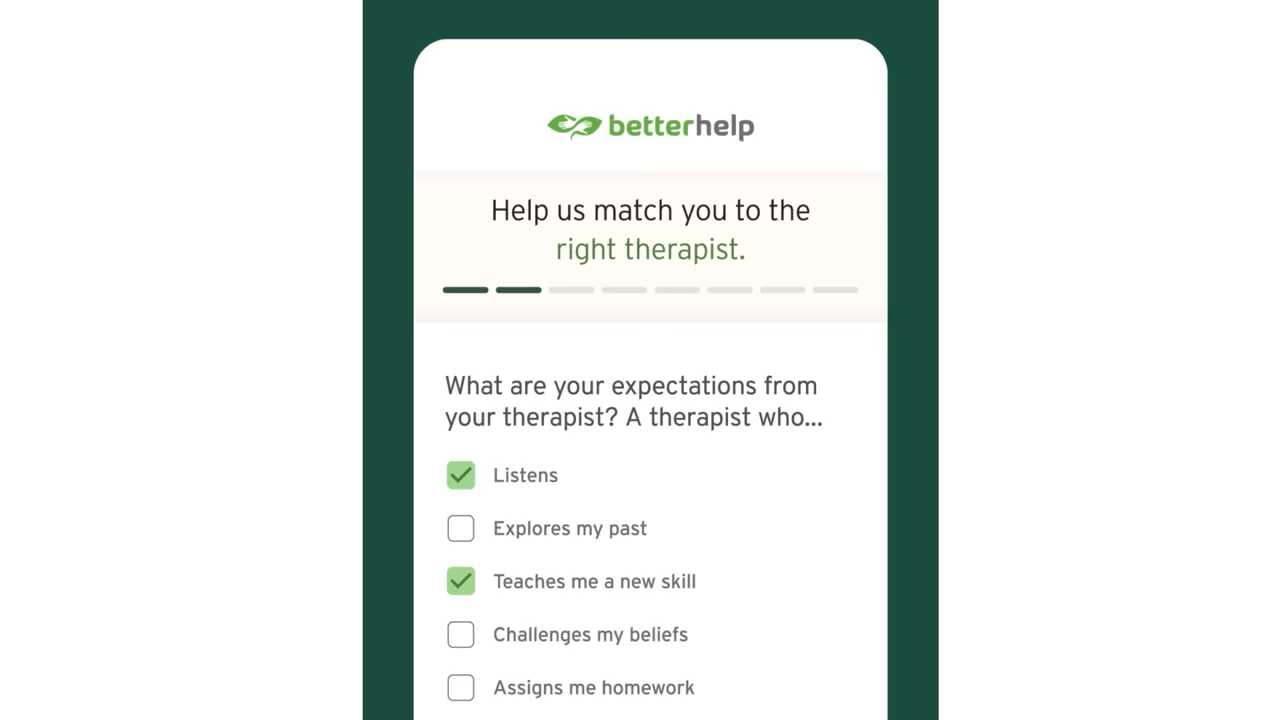 betterhelp
Help us match you to the
right therapist.
What are your expectations from
your therapist? A therapist who...
Listens
Explores my past
Teaches me a new skill
Challenges my beliefs
Assigns me homework